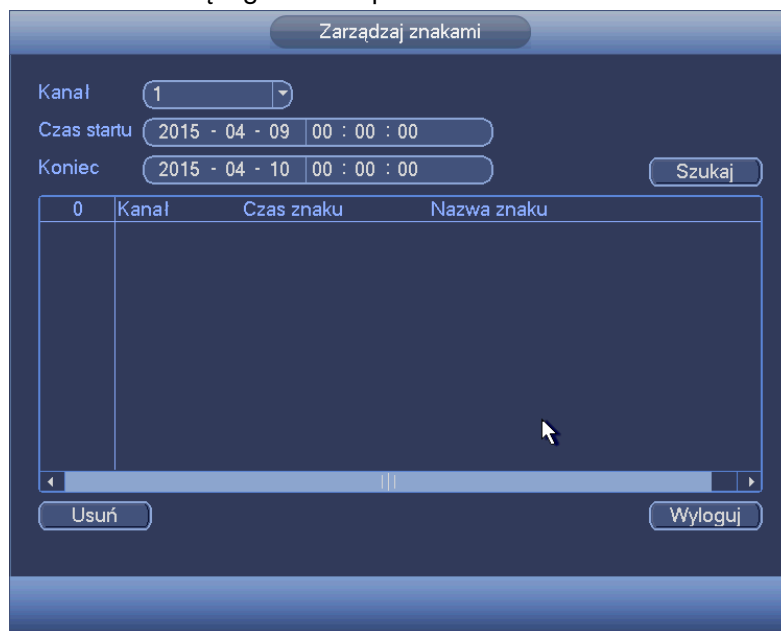 Zarządzaj znakami
Kanał 1
Czas startu 2015 - 04 - 09 00 : 00 : 00
Koniec 2015 - 04 - 10 00 : 00 : 00
Szukaj
0 Kanał Czas znaku Nazwa znaku
Usuń Wyloguj